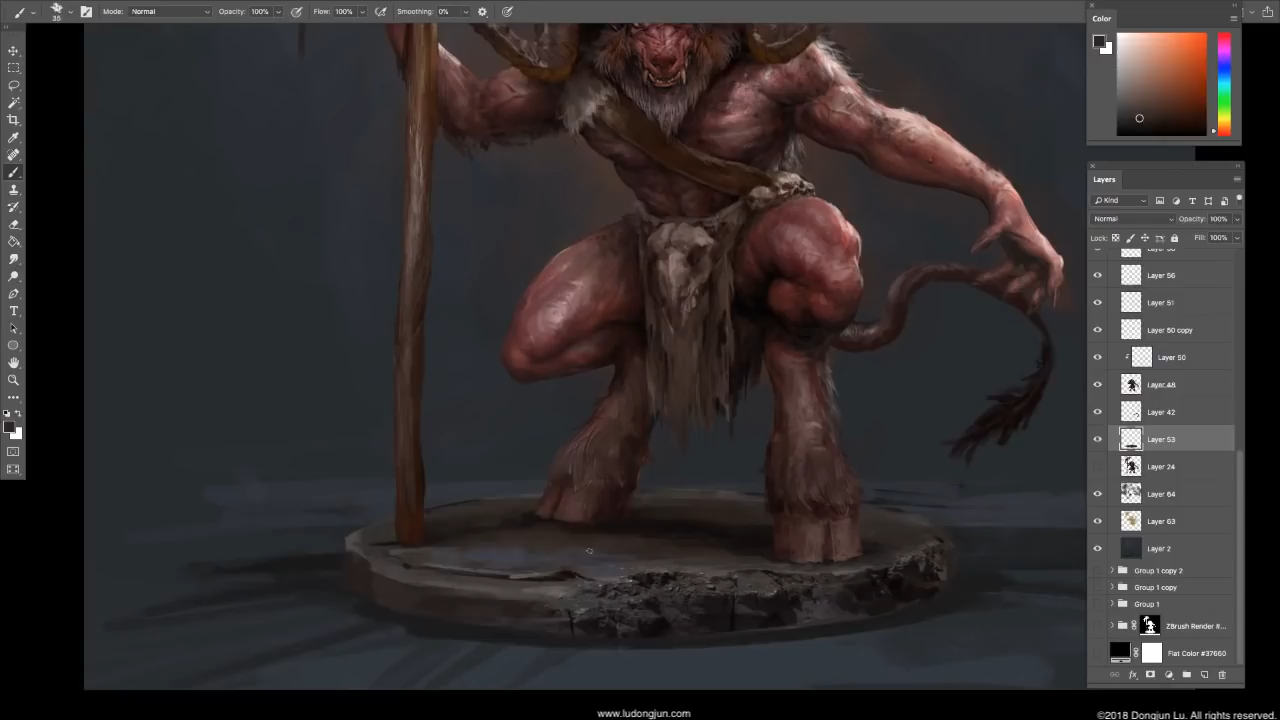 35
Mode: Normal
Opacity: 100%
Flow: 100%
Smoothing: 0%
Color
Layers
Kind
Normal
Opacity: 100%
Lock:
Fill: 100%
Layer 56
Layer 51
Layer 50 copy
Layer 50
Layer 48
Layer 42
Layer 53
Layer 24
Layer 64
Layer 63
Layer 2
Group 1 copy 2
Group 1 copy
Group 1
ZBrush Render #...
Flat Color #37660
www.ludongjun.com
©2018 Dongjun Lu. All rights reserved.